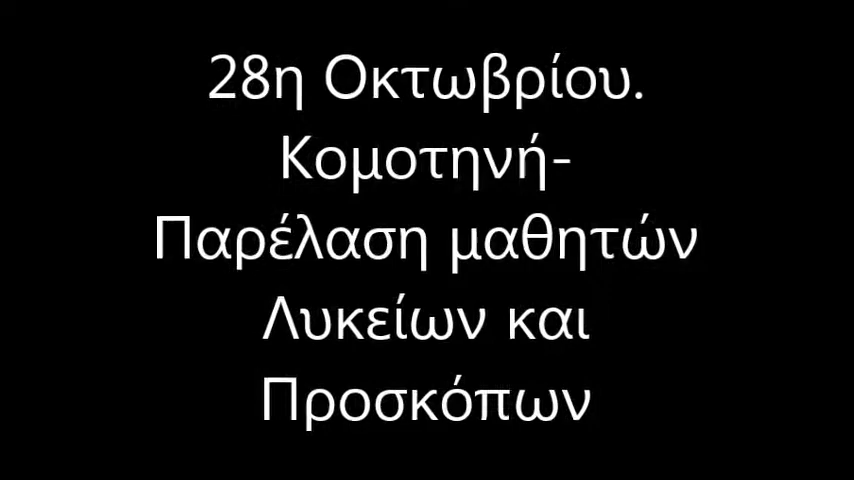 28η Οκτωβρίου.
Κομοτηνή-
Παρέλαση μαθητών
Λυκείων και
Προσκόπων